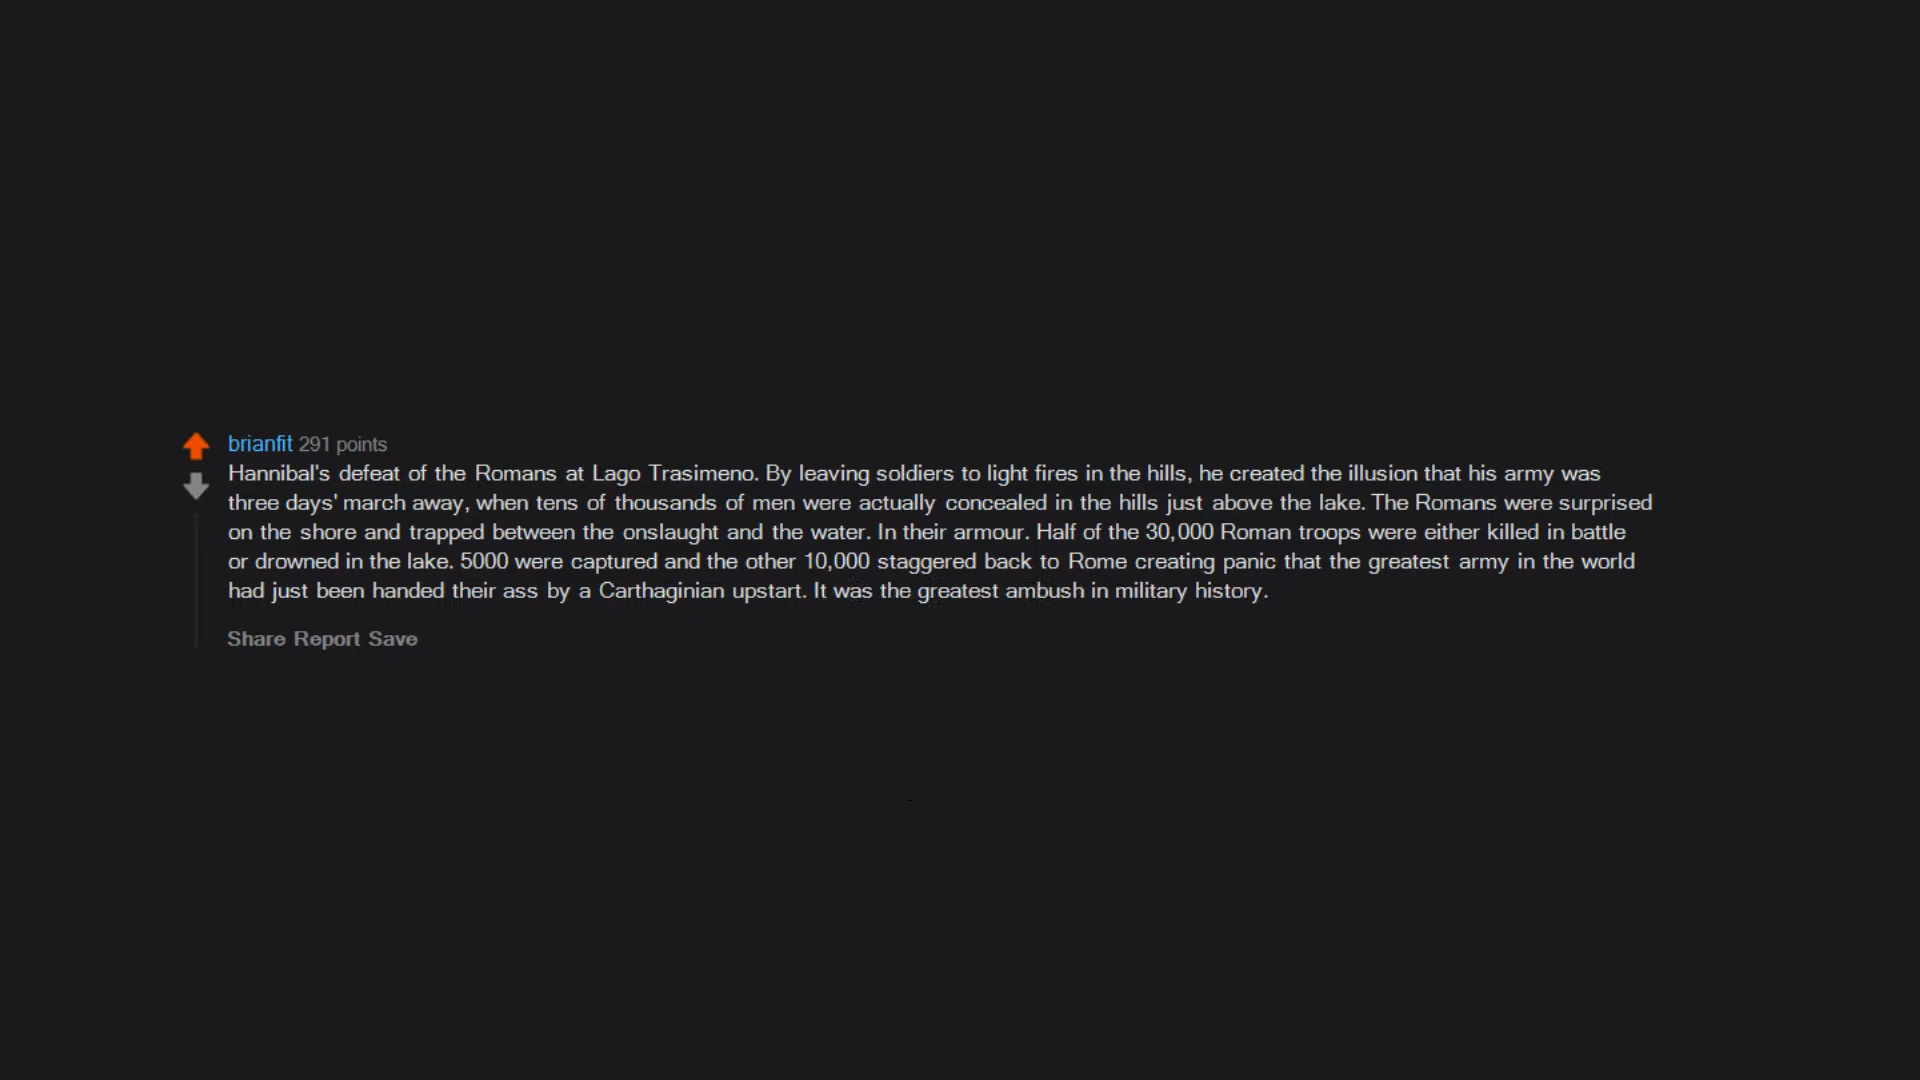 brianfit 291 points
Hannibal's defeat of the Romans at Lago Trasimeno. By leaving soldiers to light fires in the hills, he created the illusion that his army was
three days' march away, when tens of thousands of men were actually concealed in the hills just above the lake. The Romans were surprised
on the shore and trapped between the onslaught and the water. In their armour. Half of the 30,000 Roman troops were either killed in battle
or drowned in the lake. 5000 were captured and the other 10,000 staggered back to Rome creating panic that the greatest army in the world
had just been handed their ass by a Carthaginian upstart. It was the greatest ambush in military history.
Share Report Save